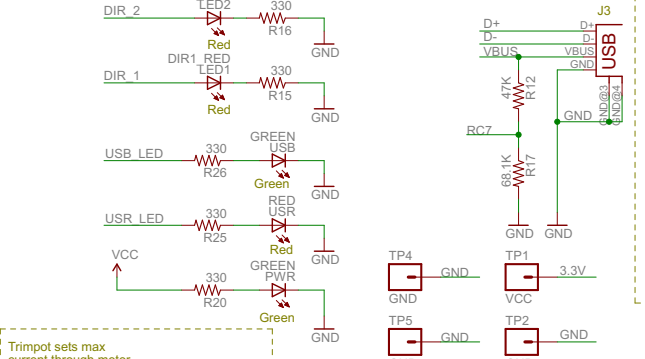 DIR_2
LED2
330
R16
Red
GND
DIR1_RED
DIR_1
LED1
330
R15
Red
GND
USB_LED
330
R26
GREEN
USB
Green
GND
USR_LED
330
R25
RED
USR
Red
GND
VCC
330
R20
GREEN
PWR
Green
GND
Trimpot sets max
current through motor
J3
D+
D-
VBUS
D+
D-
VBUS
GND
USB
GND@3
GND@4
47K
R12
RC7
GND
68.1K
R17
GND
GND
TP4
GND
GND
TP1
3.3V
VCC
TP5
GND
TP2
GND